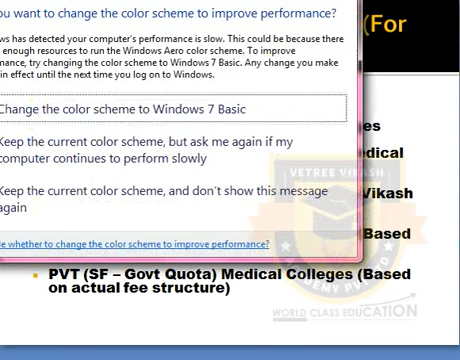 ou want to change the color scheme to improve performance?
ws has detected your computer's performance is slow. This could be because there
enough resources to run the Windows Aero color scheme. To improve
mance, try changing the color scheme to Windows 7 Basic. Any change you make
in effect until the next time you log on to Windows.
Change the color scheme to Windows 7 Basic
Keep the current color scheme, but ask me again if my
computer continues to perform slowly
Keep the current color scheme, and don't show this message
again
e whether to change the color scheme to improve performance?
(For
es
edical
Vikash
Based
PVT (SF – Govt Quota) Medical Colleges (Based
on actual fee structure)
VETREE VIKASH
WORLD CLASS EDUCATION